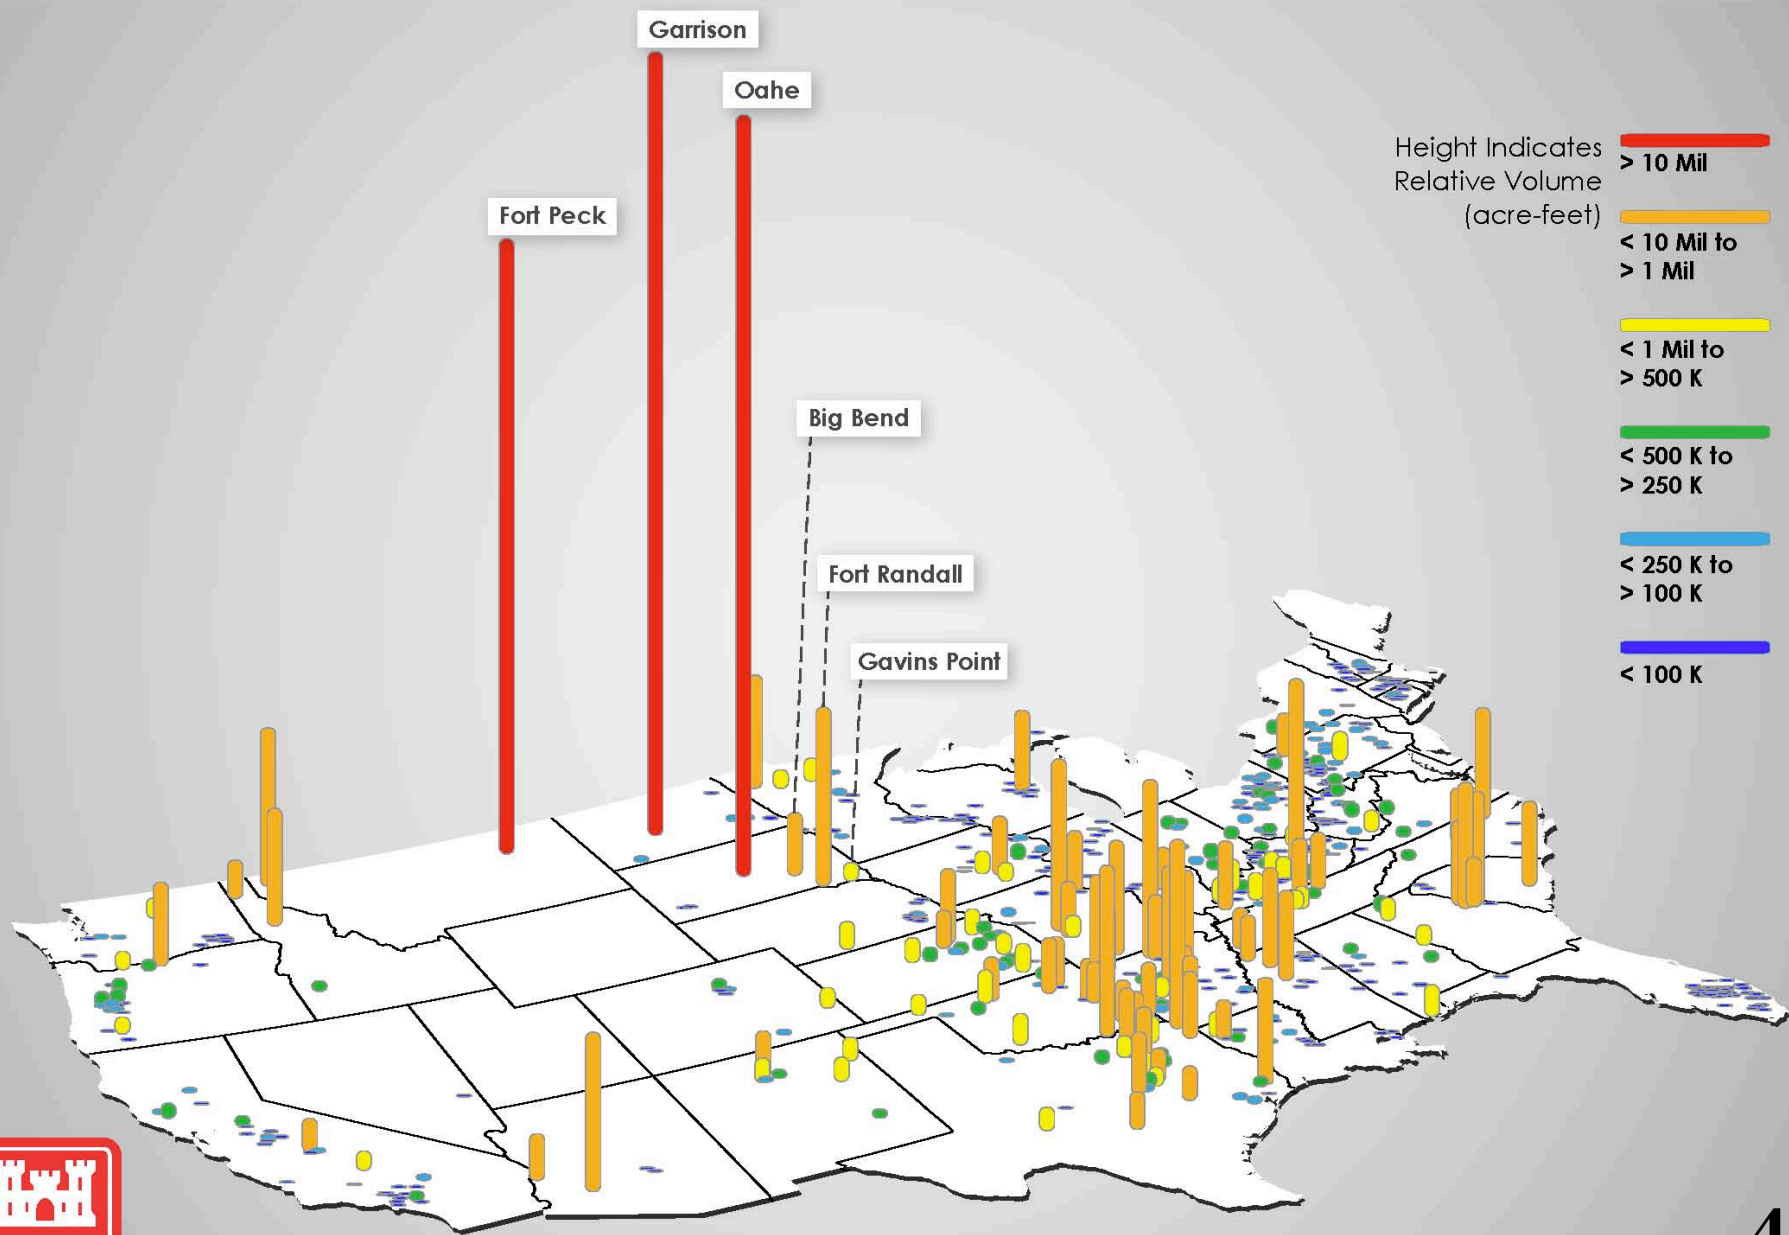 Garrison
Oahe
Fort Peck
Big Bend
Fort Randall
Gavins Point
Height Indicates
Relative Volume
(acre-feet)
> 10 Mil
< 10 Mil to
> 1 Mil
< 1 Mil to
> 500 K
< 500 K to
> 250 K
< 250 K to
> 100 K
< 100 K
4